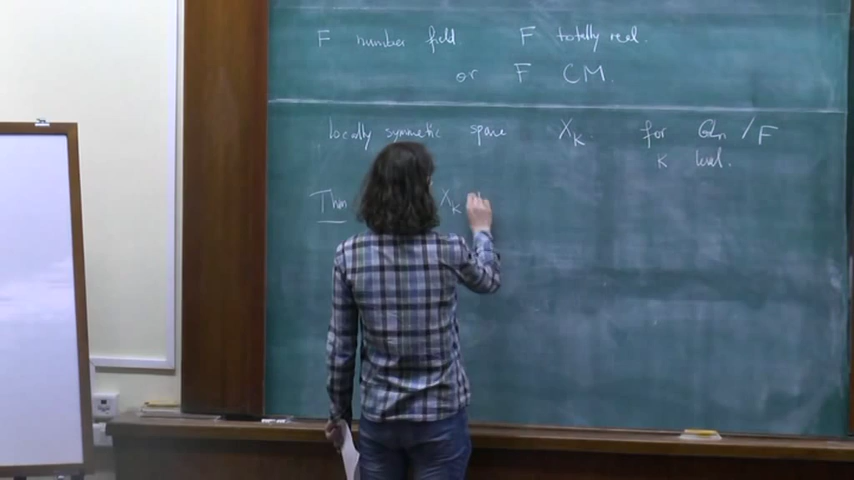 F number field F totally real.
or F CM.
locally symmetric space X_K for GL_n / F
K level.
Thm X_K